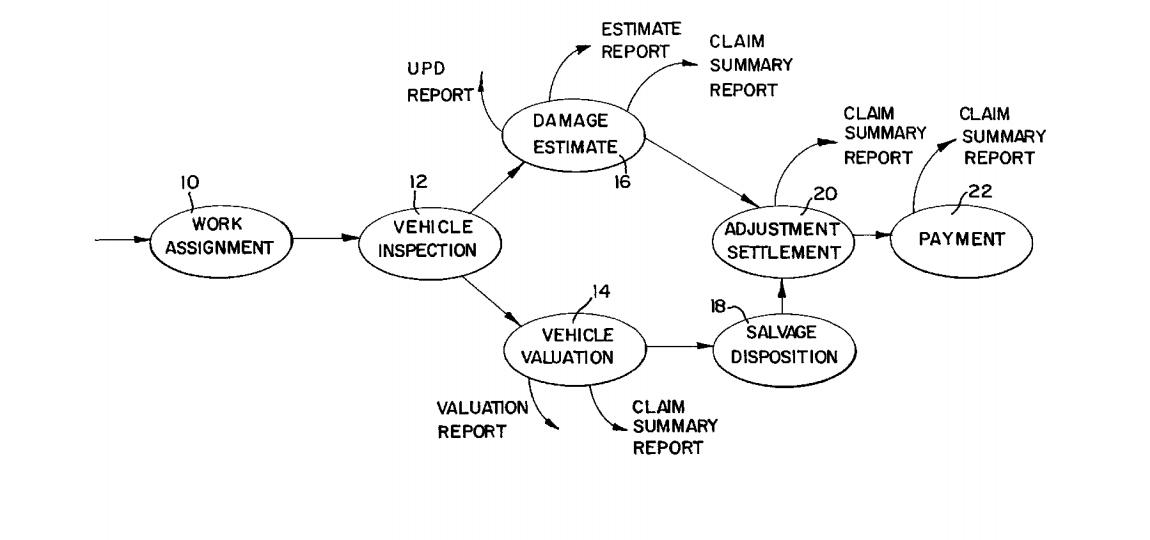 ESTIMATE
REPORT
CLAIM
SUMMARY
REPORT
UPD
REPORT
DAMAGE
ESTIMATE
16
CLAIM
SUMMARY
REPORT
CLAIM
SUMMARY
REPORT
10
WORK
ASSIGNMENT
12
VEHICLE
INSPECTION
20
ADJUSTMENT
SETTLEMENT
22
PAYMENT
14
VEHICLE
VALUATION
18
SALVAGE
DISPOSITION
VALUATION
REPORT
CLAIM
SUMMARY
REPORT